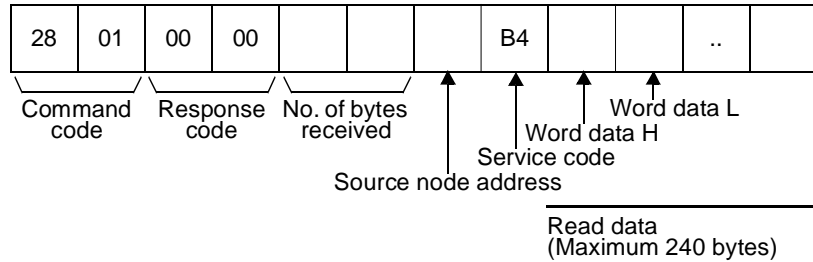 28 01 00 00 B4 ..
Command code
Response code
No. of bytes received
Word data L
Word data H
Service code
Source node address
Read data
(Maximum 240 bytes)